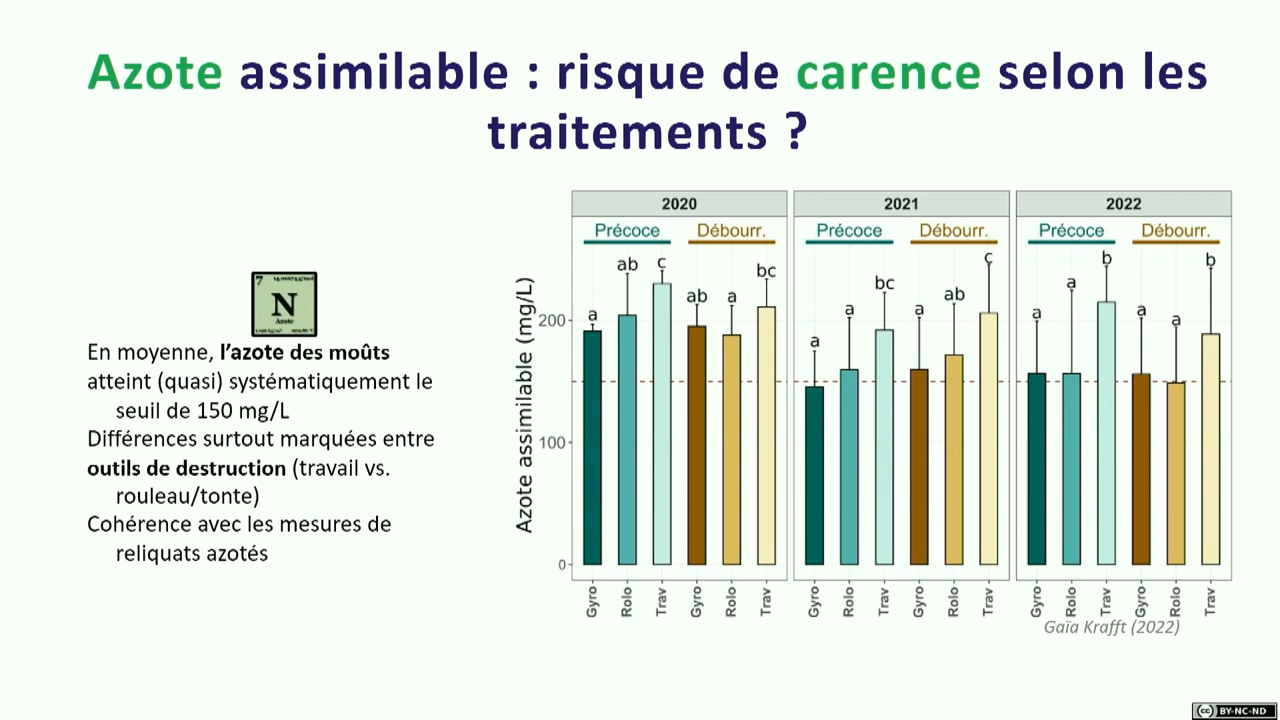 Azote assimilable : risque de carence selon les
traitements ?
7
N
Azote
En moyenne, l’azote des moûts
atteint (quasi) systématiquement le
seuil de 150 mg/L
Différences surtout marquées entre
outils de destruction (travail vs.
rouleau/tonte)
Cohérence avec les mesures de
reliquats azotés
2020 2021 2022
Précoce Débourr. Précoce Débourr. Précoce Débourr.
a ab c ab a bc a a bc a ab c a a b a a b
Azote assimilable (mg/L)
200
100
0
Gyro Rolo Trav Gyro Rolo Trav Gyro Rolo Trav Gyro Rolo Trav Gyro Rolo Trav Gyro Rolo Trav
Gaïa Krafft (2022)
cc BY-NC-ND